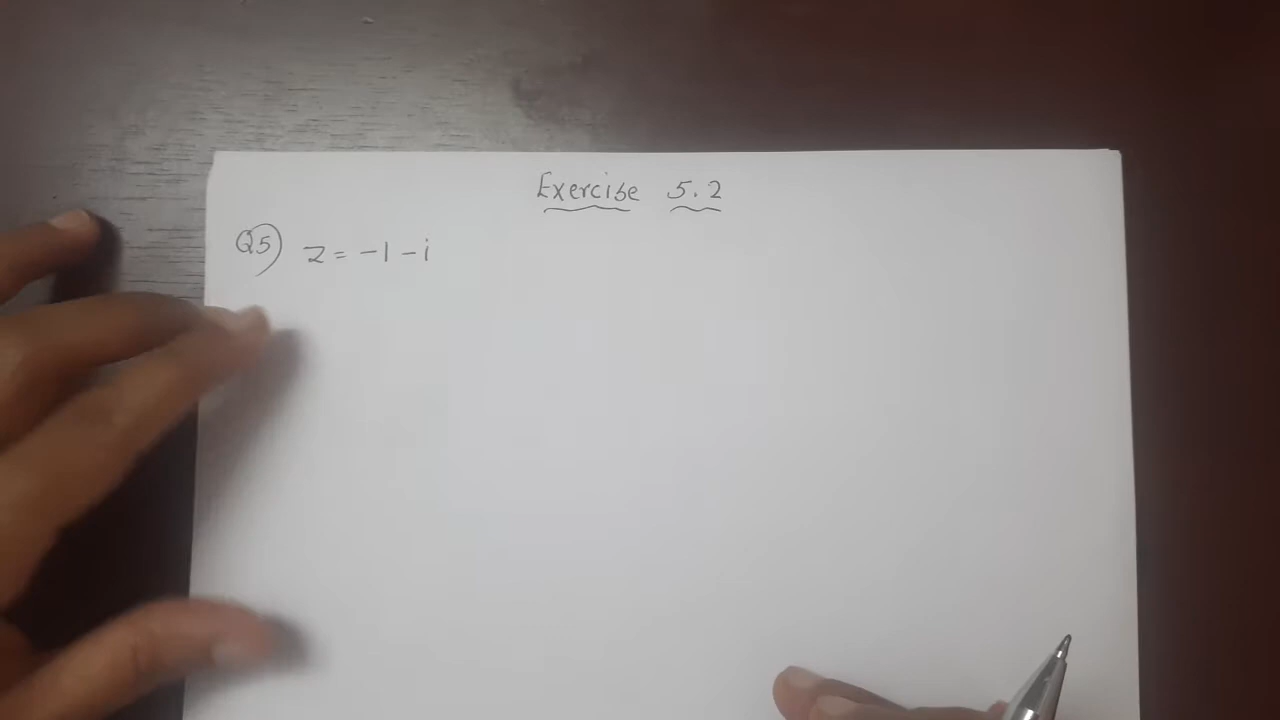 Exercise 5.2
Q5) z = -1 - i